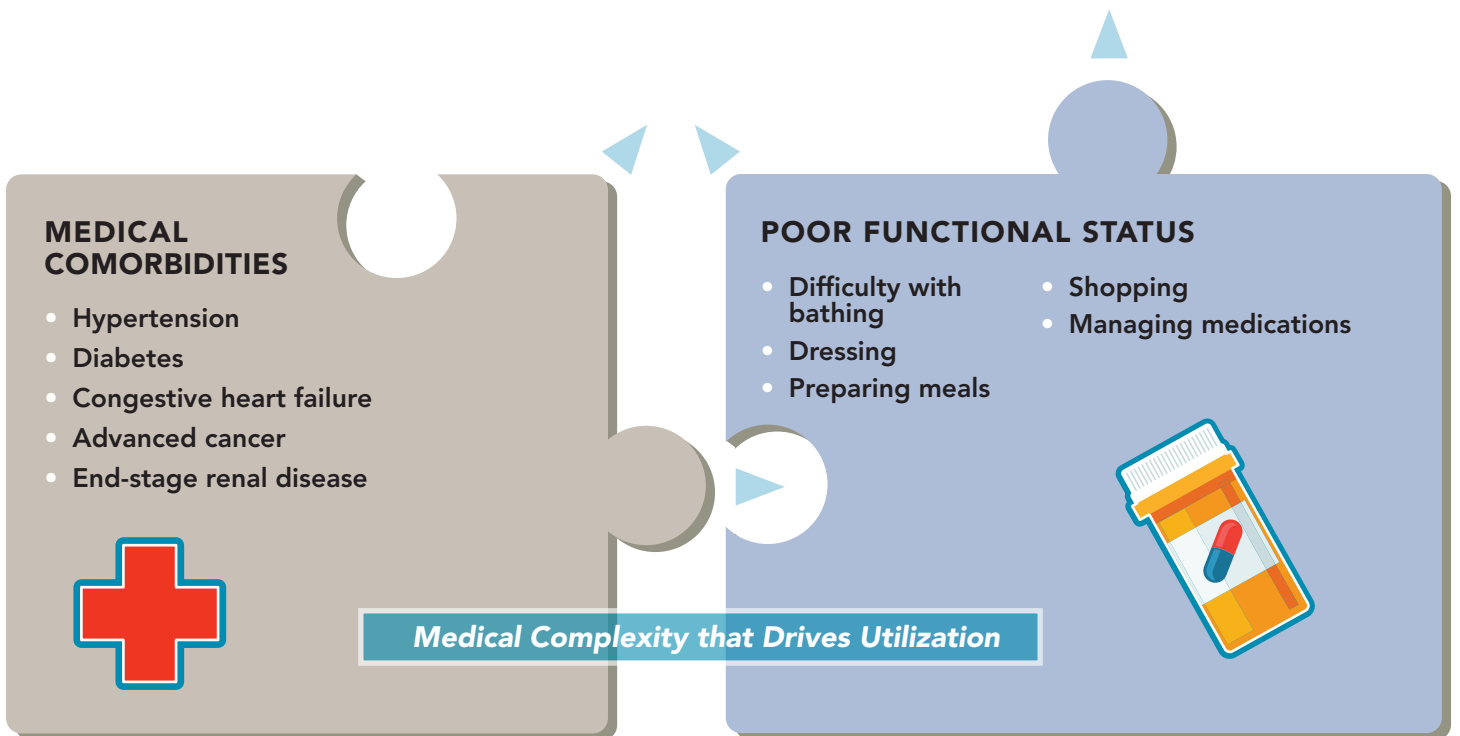 MEDICAL
COMORBIDITIES
• Hypertension
• Diabetes
• Congestive heart failure
• Advanced cancer
• End-stage renal disease
POOR FUNCTIONAL STATUS
• Difficulty with
bathing
• Dressing
• Preparing meals
• Shopping
• Managing medications
Medical Complexity that Drives Utilization